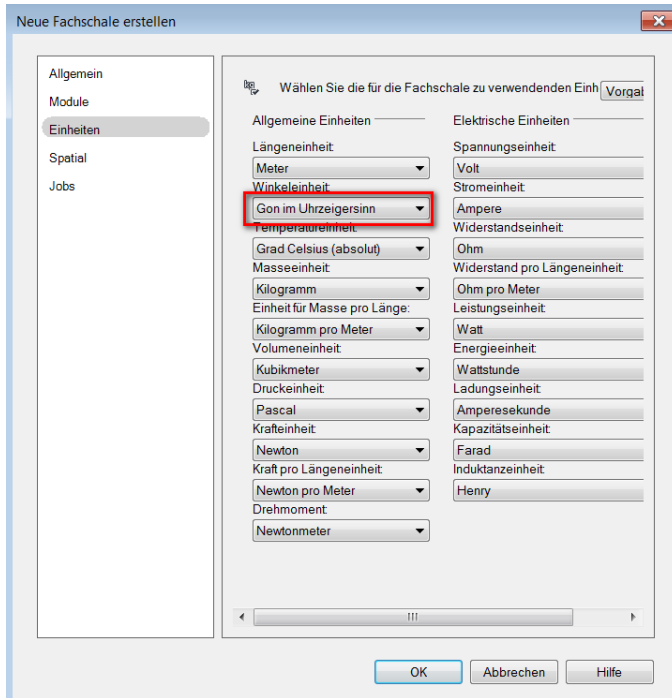 Neue Fachschale erstellen
Allgemein
Module
Einheiten
Spatial
Jobs
Wählen Sie die für die Fachschale zu verwendenden Einh
Vorgab
Allgemeine Einheiten
Längeneinheit:
Meter
Winkeleinheit:
Gon im Uhrzeigersinn
Temperatureinheit:
Grad Celsius (absolut)
Masseeinheit:
Kilogramm
Einheit für Masse pro Länge:
Kilogramm pro Meter
Volumeneinheit:
Kubikmeter
Druckeinheit:
Pascal
Krafteinheit:
Newton
Kraft pro Längeneinheit:
Newton pro Meter
Drehmoment:
Newtonmeter
Elektrische Einheiten
Spannungseinheit:
Volt
Stromeinheit:
Ampere
Widerstandseinheit:
Ohm
Widerstand pro Längeneinheit:
Ohm pro Meter
Leistungseinheit:
Watt
Energieeinheit:
Wattstunde
Ladungseinheit:
Amperesekunde
Kapazitätseinheit:
Farad
Induktanzeinheit:
Henry
OK
Abbrechen
Hilfe